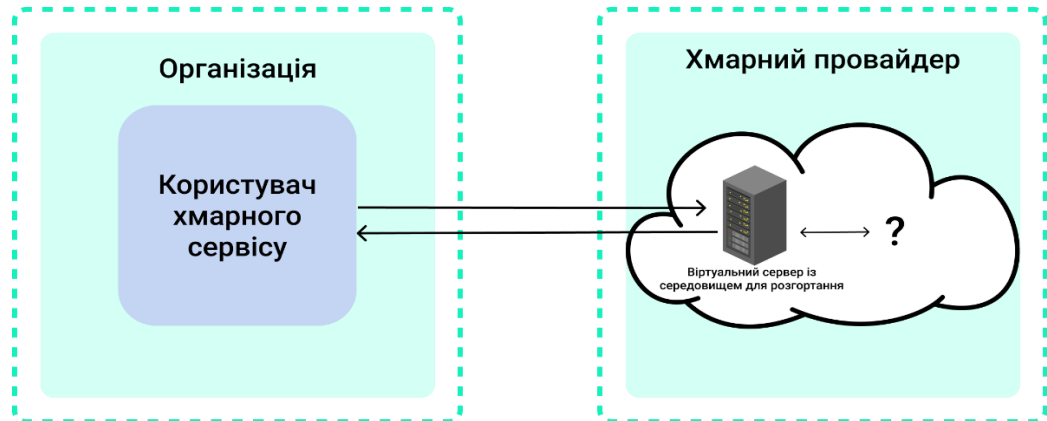 Організація
Користувач
хмарного
сервісу
Хмарний провайдер
?
Віртуальний сервер із
середовищем для розгортання